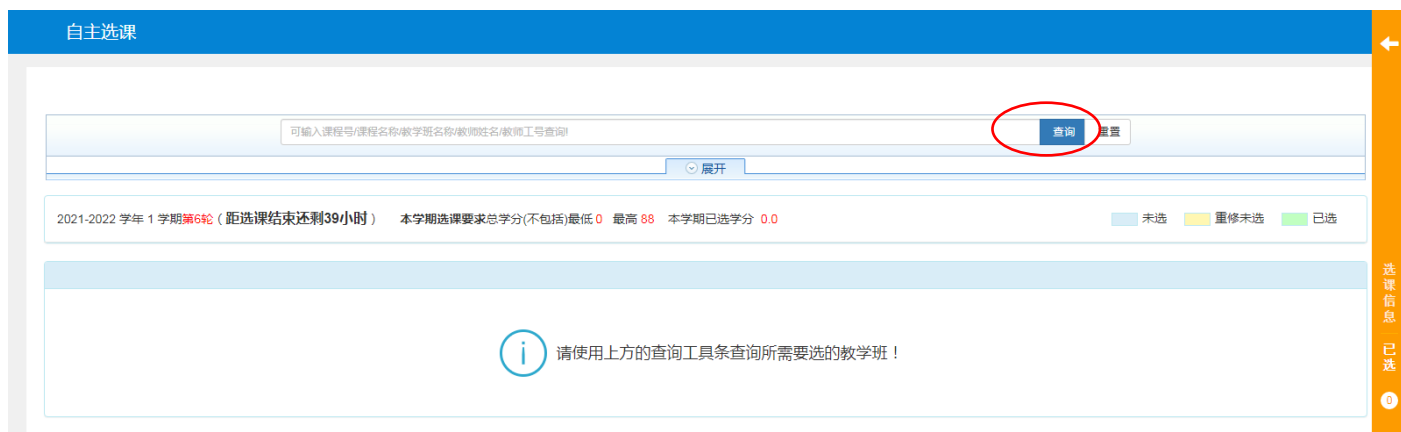 自主选课
可输入课程号/课程名称/教学班名称/教师姓名/教师工号查询!
查询
重置
展开
2021-2022 学年 1 学期第6轮（距选课结束还剩39小时） 本学期选课要求总学分(不包括)最低 0 最高 88 本学期已选学分 0.0
未选 重修未选 已选
请使用上方的查询工具条查询所需要选的教学班！
选课信息
已选
0